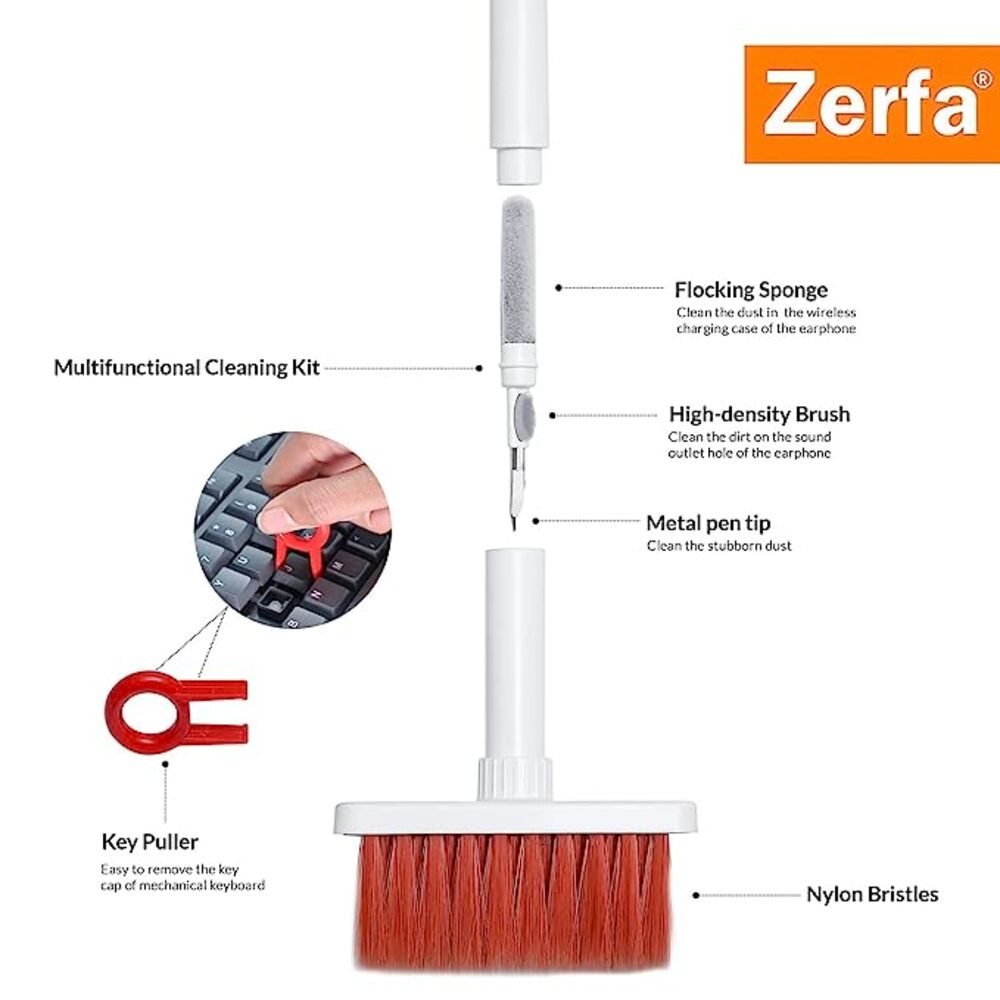 Zerfa®
Flocking Sponge
Clean the dust in the wireless
charging case of the earphone
Multifunctional Cleaning Kit
High-density Brush
Clean the dirt on the sound
outlet hole of the earphone
Metal pen tip
Clean the stubborn dust
Key Puller
Easy to remove the key
cap of mechanical keyboard
Nylon Bristles